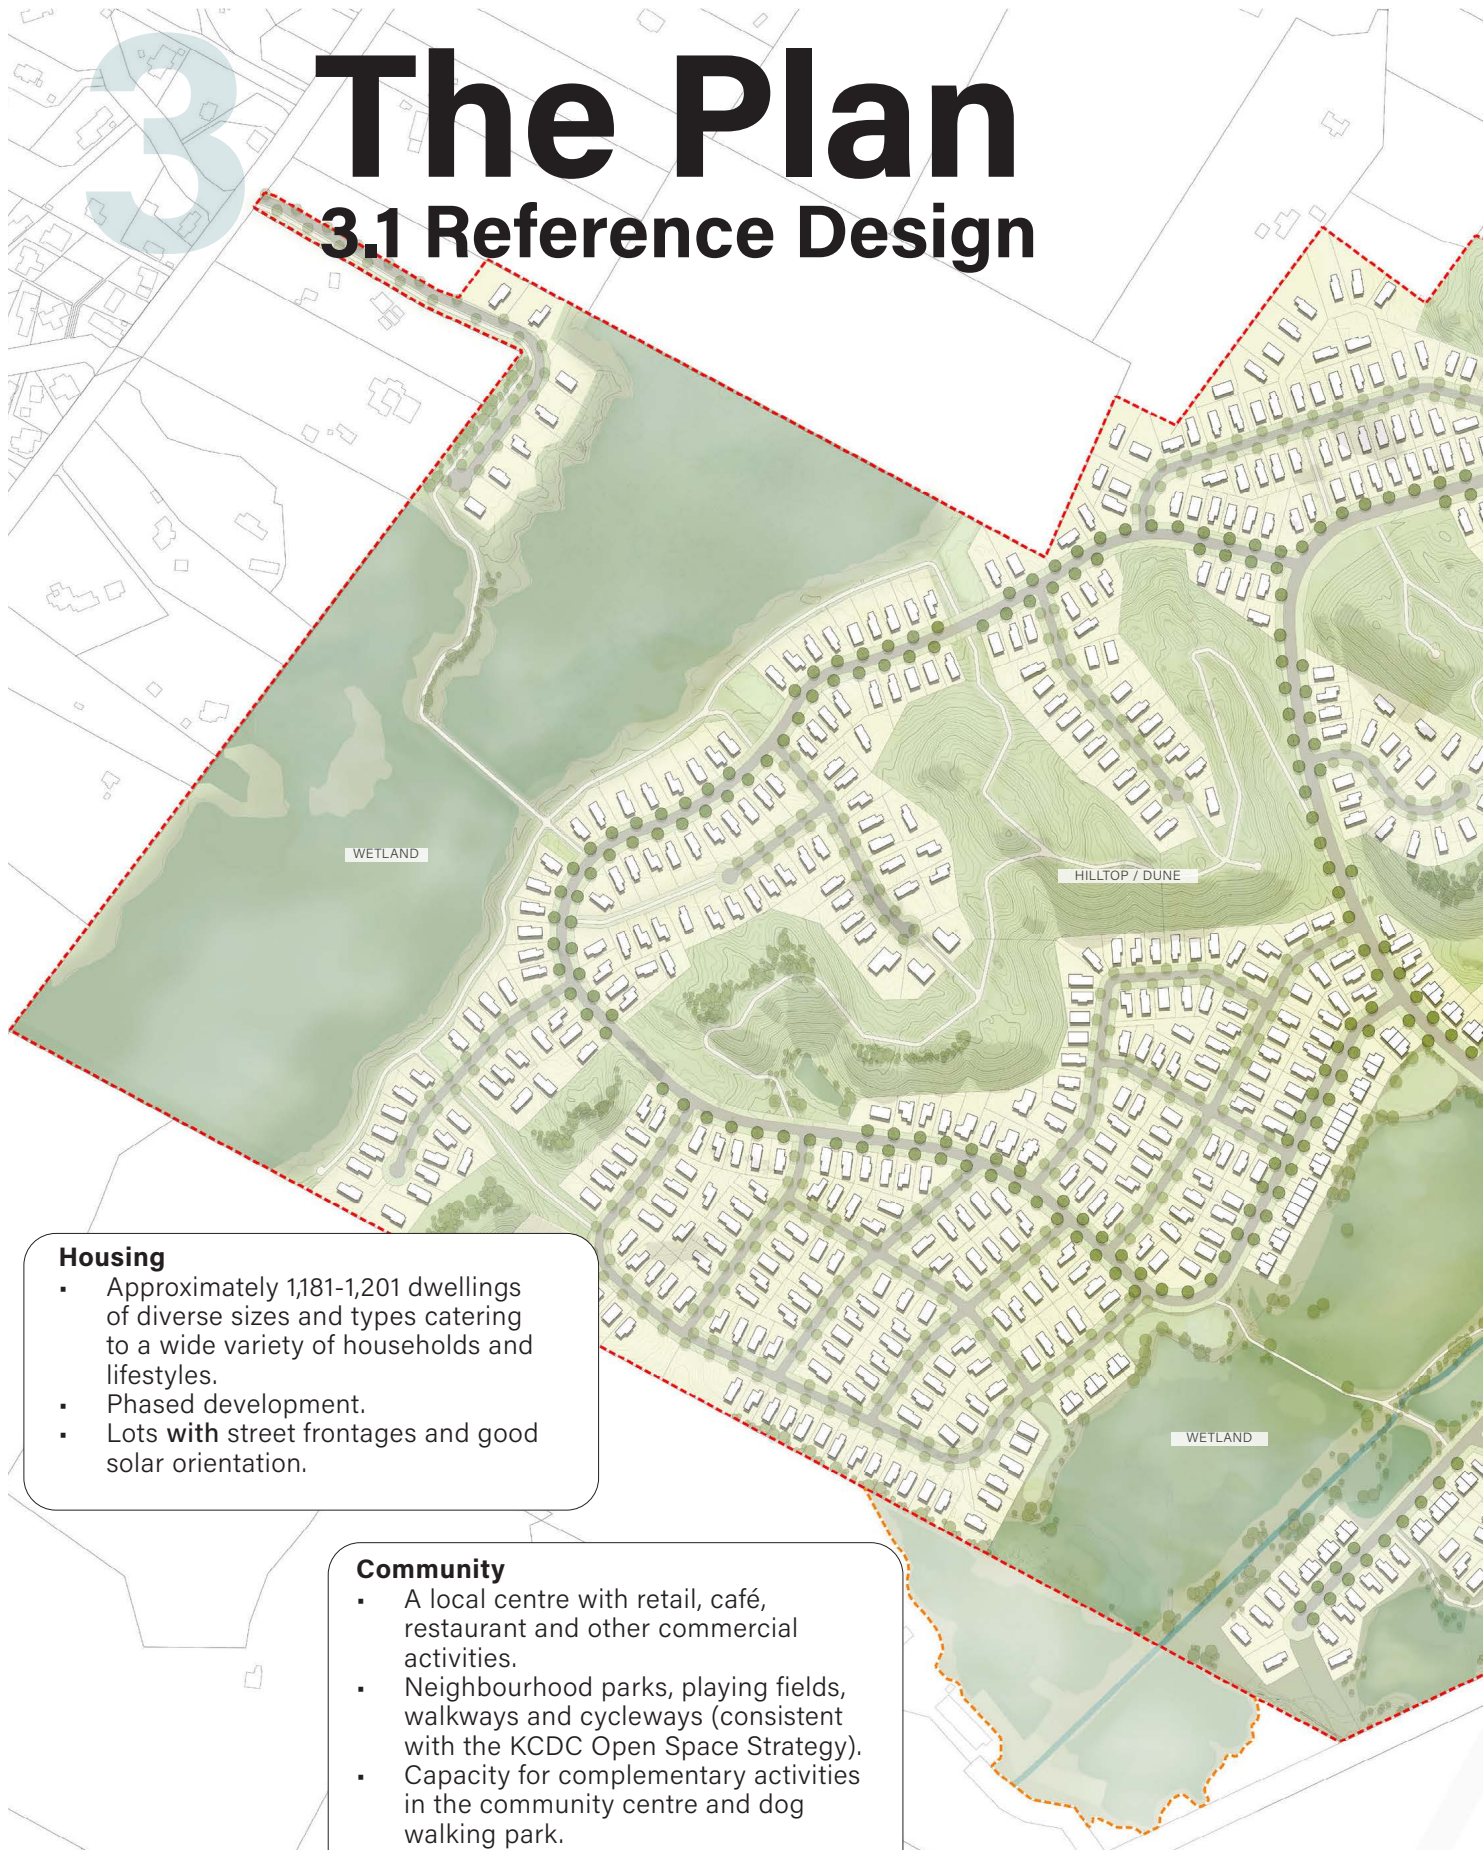 3 The Plan
3.1 Reference Design
WETLAND
HILLTOP / DUNE
Housing
▪ Approximately 1,181-1,201 dwellings
of diverse sizes and types catering
to a wide variety of households and
lifestyles.
▪ Phased development.
▪ Lots with street frontages and good
solar orientation.
WETLAND
Community
▪ A local centre with retail, café,
restaurant and other commercial
activities.
▪ Neighbourhood parks, playing fields,
walkways and cycleways (consistent
with the KCDC Open Space Strategy).
▪ Capacity for complementary activities
in the community centre and dog
walking park.